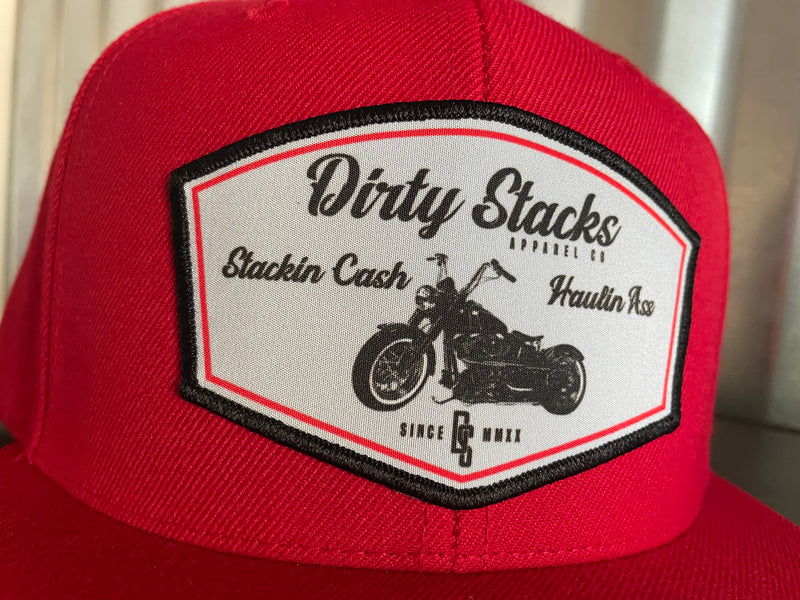 Dirty Stacks
APPAREL CO
Stackin Cash
Haulin Ass
SINCE DS MMXX